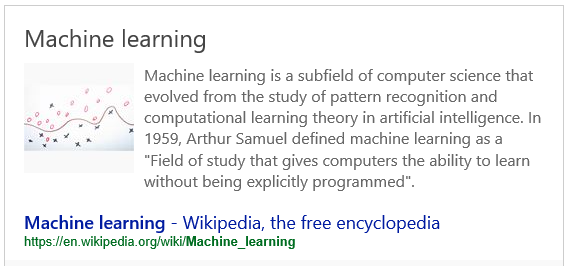 Machine learning
Machine learning is a subfield of computer science that
evolved from the study of pattern recognition and
computational learning theory in artificial intelligence. In
1959, Arthur Samuel defined machine learning as a
"Field of study that gives computers the ability to learn
without being explicitly programmed".
Machine learning - Wikipedia, the free encyclopedia
https://en.wikipedia.org/wiki/Machine_learning